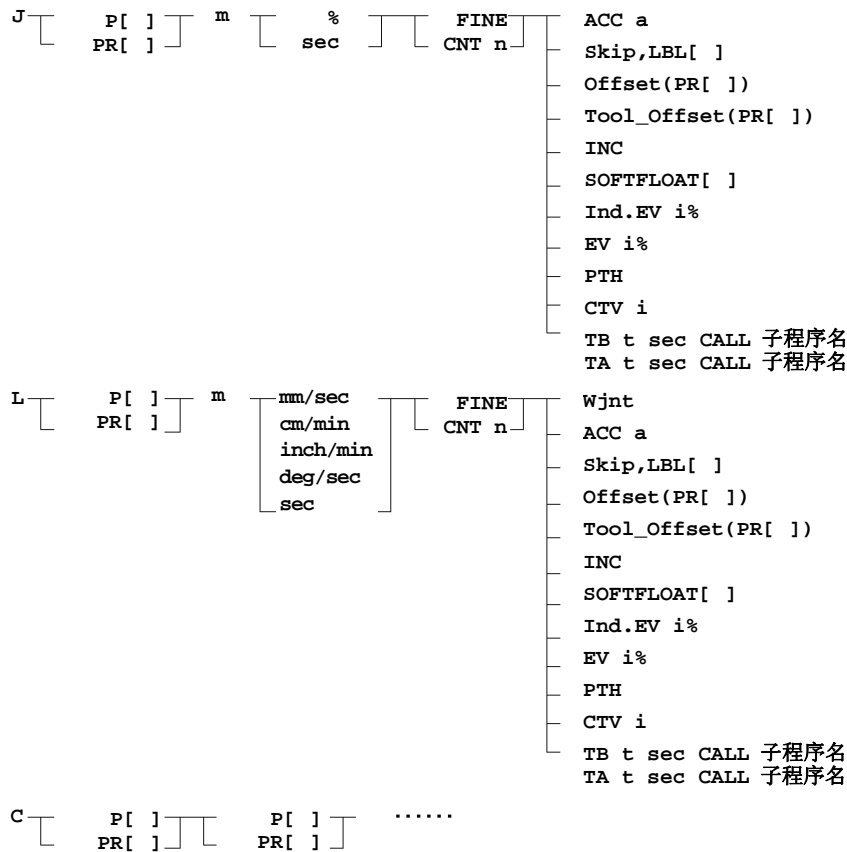 J P[ ] m % FINE ACC a
PR[ ] sec CNT n Skip,LBL[ ]
Offset(PR[ ])
Tool_Offset(PR[ ])
INC
SOFTFLOAT[ ]
Ind.EV i%
EV i%
PTH
CTV i
TB t sec CALL 子程序名
TA t sec CALL 子程序名
L P[ ] m mm/sec FINE Wjnt
PR[ ] cm/min CNT n ACC a
inch/min Skip,LBL[ ]
deg/sec Offset(PR[ ])
sec Tool_Offset(PR[ ])
INC
SOFTFLOAT[ ]
Ind.EV i%
EV i%
PTH
CTV i
TB t sec CALL 子程序名
TA t sec CALL 子程序名
C P[ ] P[ ] ......
PR[ ] PR[ ]